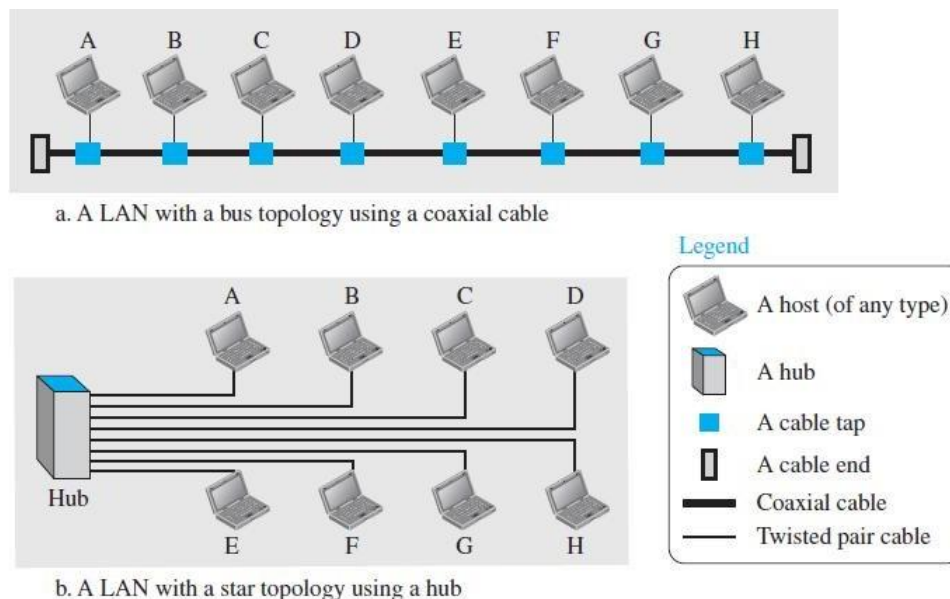 A B C D E F G H
a. A LAN with a bus topology using a coaxial cable
A B C D
Hub
E F G H
b. A LAN with a star topology using a hub
Legend
A host (of any type)
A hub
A cable tap
A cable end
Coaxial cable
Twisted pair cable